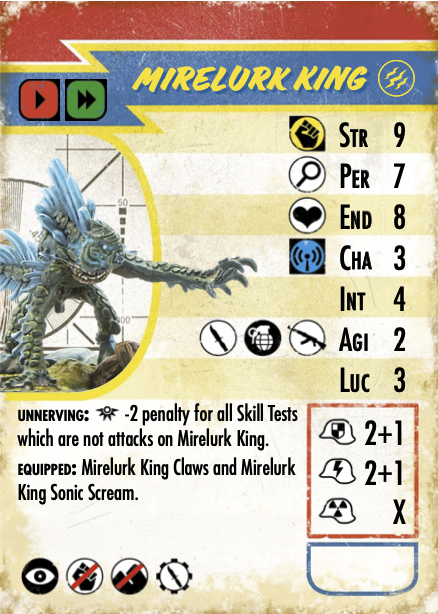 MIRELURK KING
STR 9
PER 7
END 8
CHA 3
INT 4
AGI 2
LUC 3
50
UNNERVING: -2 penalty for all Skill Tests
which are not attacks on Mirelurk King.
EQUIPPED: Mirelurk King Claws and Mirelurk
King Sonic Scream.
2+1
2+1
X